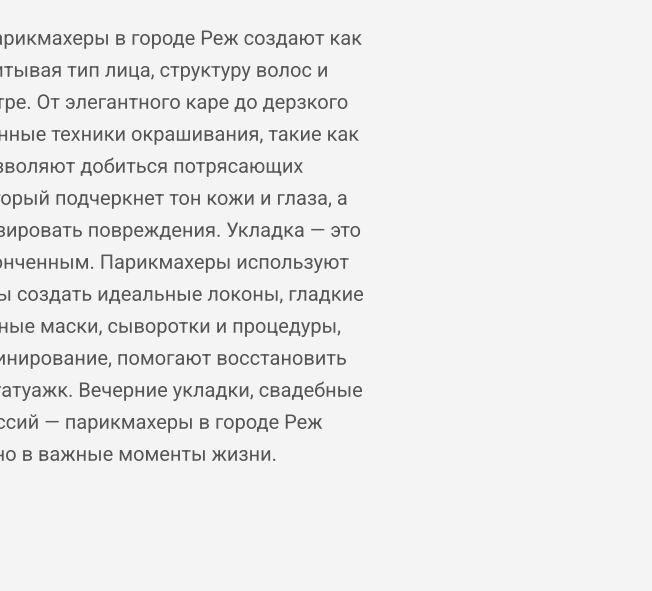 арикмахеры в городе Реж создают как
итывая тип лица, структуру волос и
тре. От элегантного каре до дерзкого
нные техники окрашивания, такие как
зволяют добиться потрясающих
торый подчеркнет тон кожи и глаза, а
зировать повреждения. Укладка — это
онченным. Парикмахеры используют
ы создать идеальные локоны, гладкие
ные маски, сыворотки и процедуры,
инирование, помогают восстановить
татуажк. Вечерние укладки, свадебные
ссий — парикмахеры в городе Реж
но в важные моменты жизни.